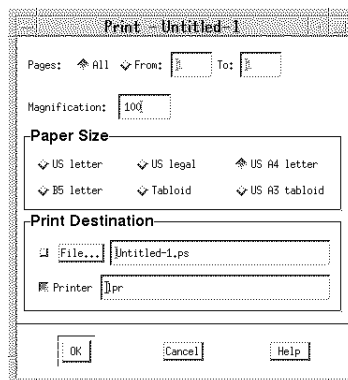 Print - Untitled-1
Pages: All From: 1 To: 1
Magnification: 100
Paper Size
US letter US legal US A4 letter
B5 letter Tabloid US A3 tabloid
Print Destination
File... Untitled-1.ps
Printer lpr
OK Cancel Help